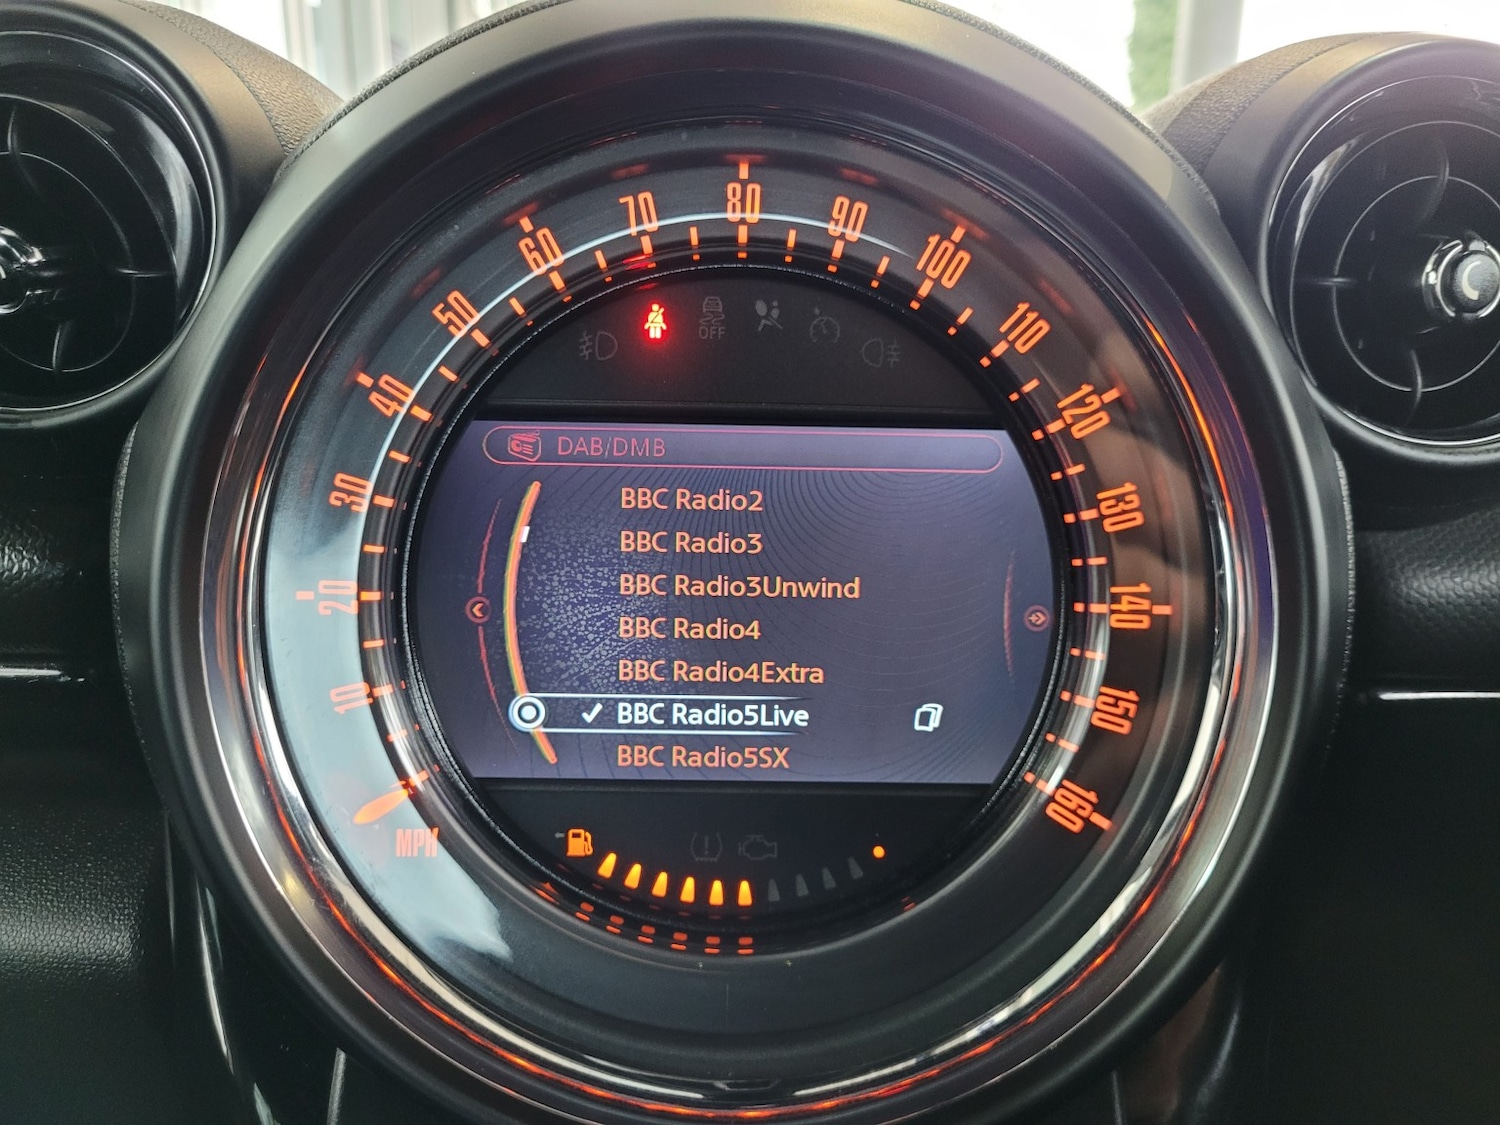 10
20
30
40
50
60
70
80
90
100
110
120
130
140
150
160
MPH
OFF
DAB/DMB
BBC Radio2
BBC Radio3
BBC Radio3Unwind
BBC Radio4
BBC Radio4Extra
BBC Radio5Live
BBC Radio5SX